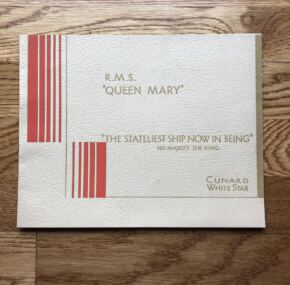 R.M.S.
"QUEEN MARY"
"THE STATELIEST SHIP NOW IN BEING"
HIS MAJESTY THE KING.
CUNARD
WHITE STAR